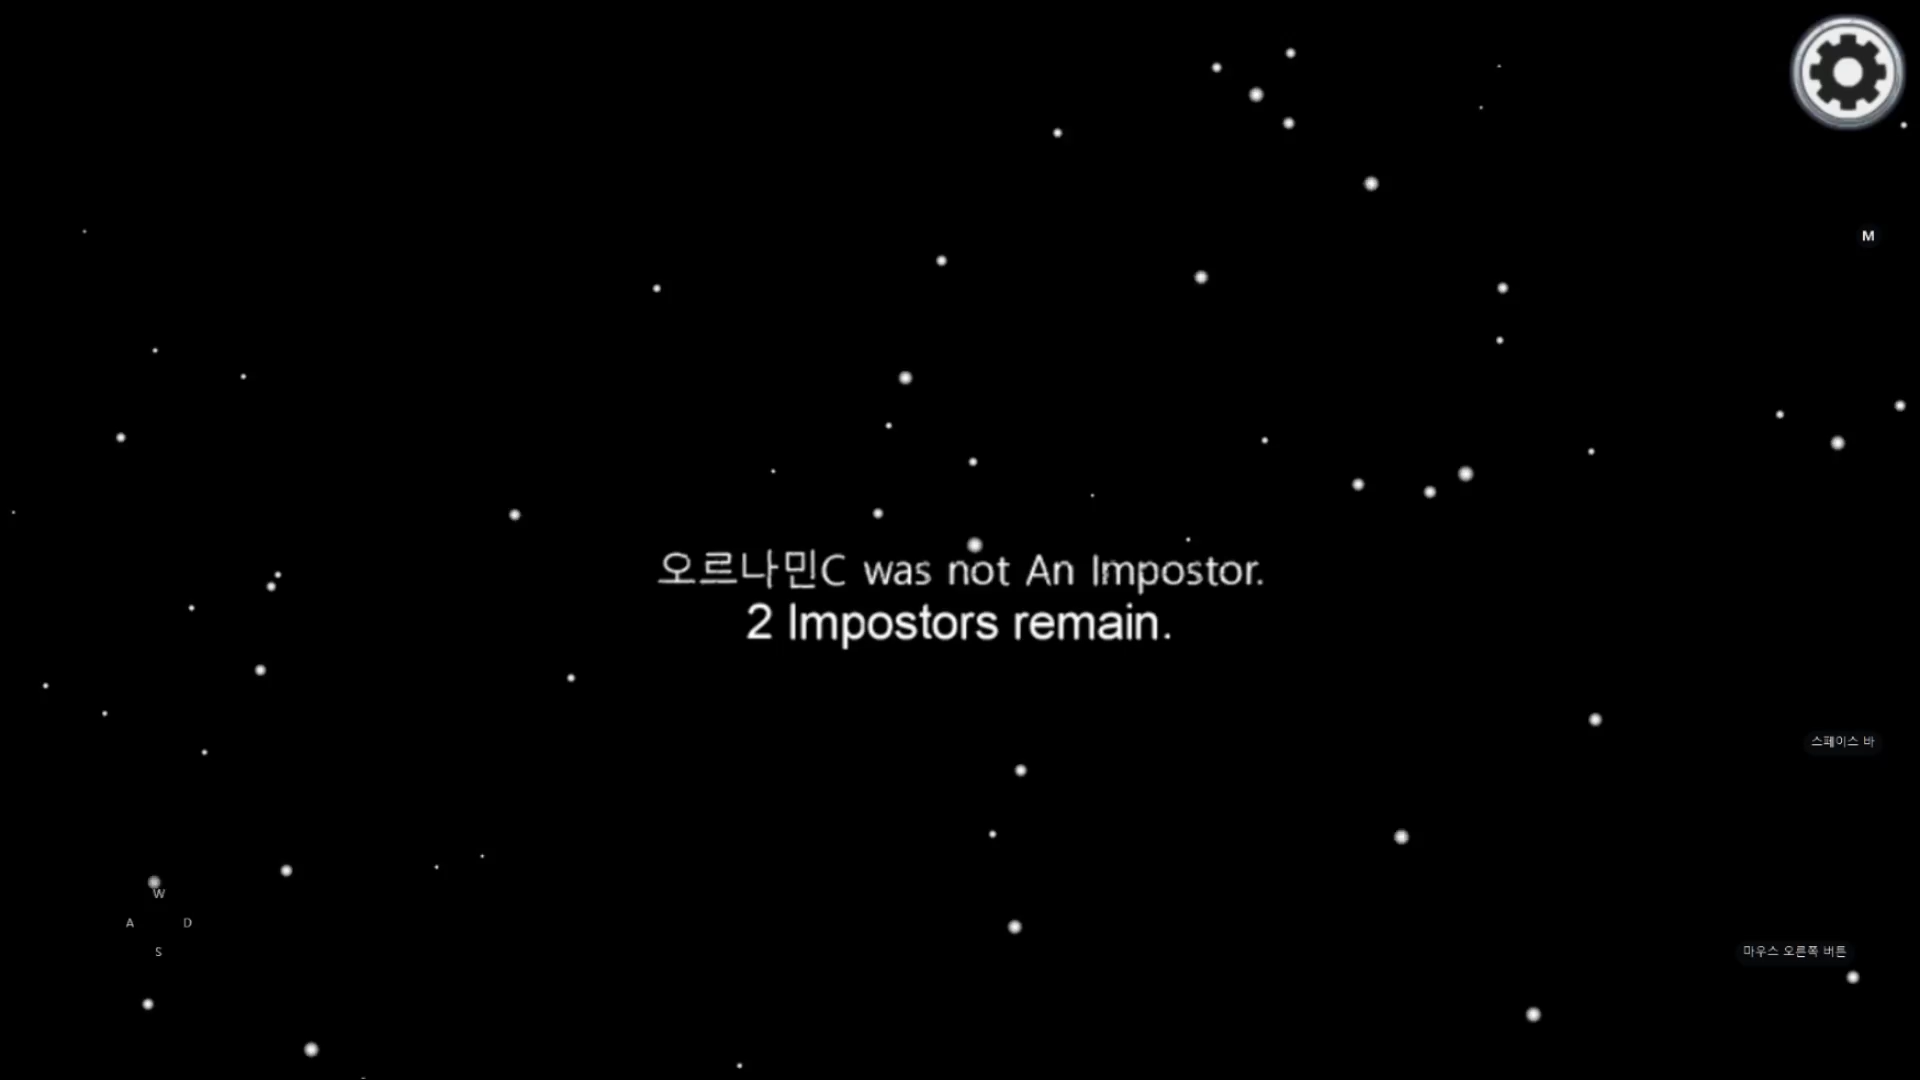 M
오르나민C was not An Impostor.
2 Impostors remain.
스페이스 바
W
A D
S
마우스 오른쪽 버튼